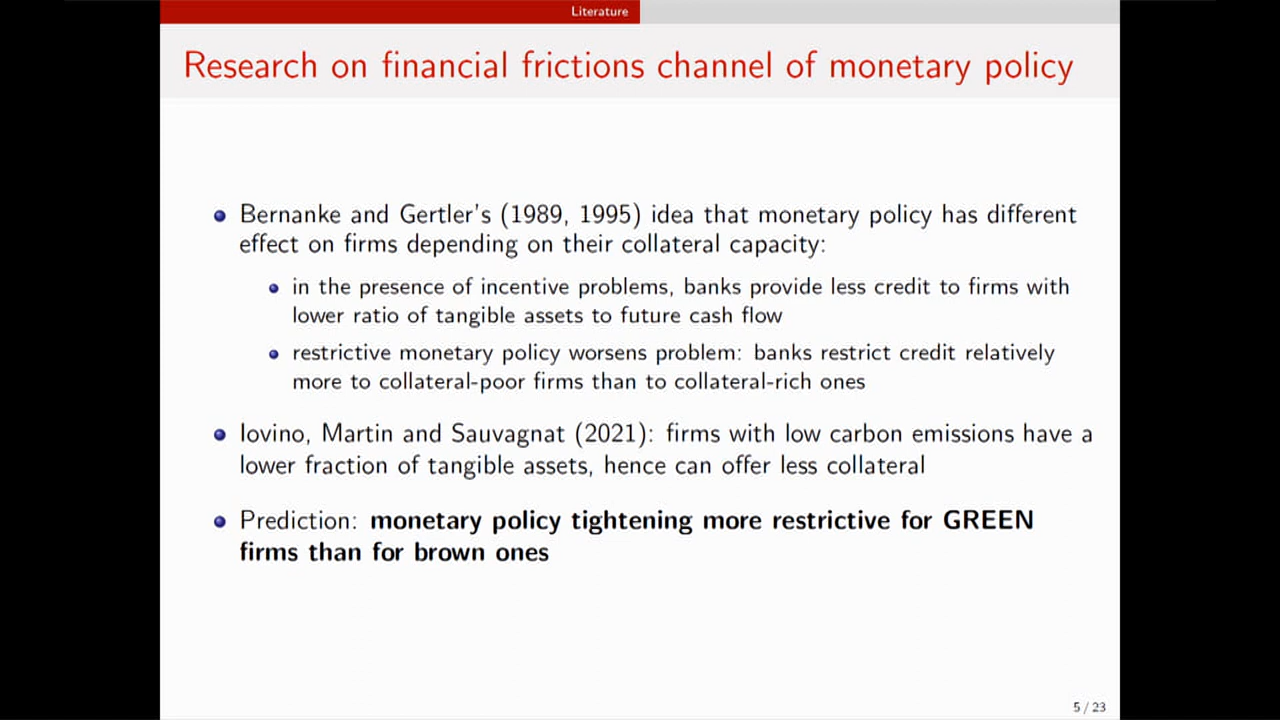 Literature
Research on financial frictions channel of monetary policy
Bernanke and Gertler's (1989, 1995) idea that monetary policy has different
effect on firms depending on their collateral capacity:
in the presence of incentive problems, banks provide less credit to firms with
lower ratio of tangible assets to future cash flow
restrictive monetary policy worsens problem: banks restrict credit relatively
more to collateral-poor firms than to collateral-rich ones
Iovino, Martin and Sauvagnat (2021): firms with low carbon emissions have a
lower fraction of tangible assets, hence can offer less collateral
Prediction: monetary policy tightening more restrictive for GREEN
firms than for brown ones
5 / 23